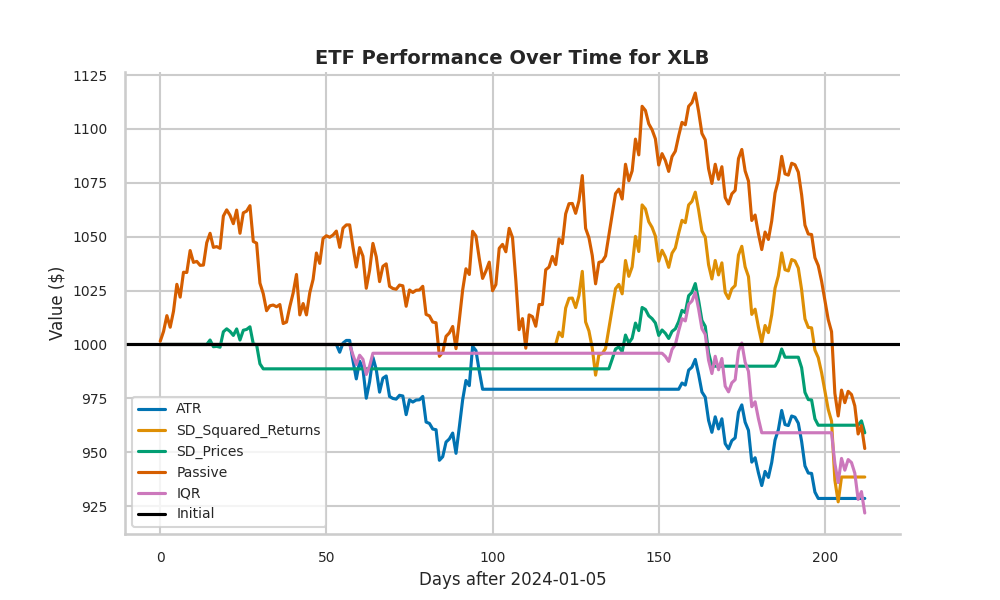 ETF Performance Over Time for XLB
1125
1100
1075
1050
1025
1000
975
950
925
Value ($)
ATR
SD_Squared_Returns
SD_Prices
Passive
IQR
Initial
0
50
100
150
200
Days after 2024-01-05